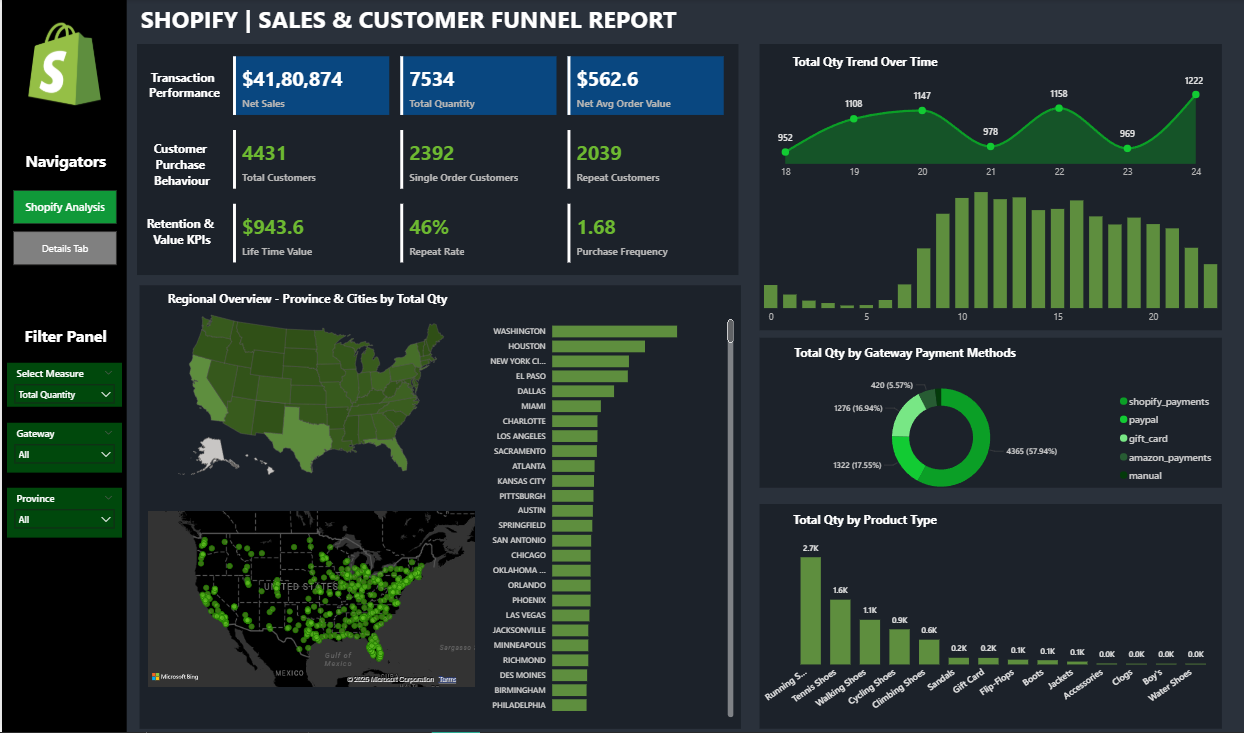 SHOPIFY | SALES & CUSTOMER FUNNEL REPORT
S
Navigators
Shopify Analysis
Details Tab
Filter Panel
Select Measure
Total Quantity
Gateway
All
Province
All
Transaction
Performance
$41,80,874
Net Sales
7534
Total Quantity
$562.6
Net Avg Order Value
Customer
Purchase
Behaviour
4431
Total Customers
2392
Single Order Customers
2039
Repeat Customers
Retention &
Value KPIs
$943.6
Life Time Value
46%
Repeat Rate
1.68
Purchase Frequency
Regional Overview - Province & Cities by Total Qty
WASHINGTON
HOUSTON
NEW YORK CI...
EL PASO
DALLAS
MIAMI
CHARLOTTE
LOS ANGELES
SACRAMENTO
ATLANTA
KANSAS CITY
PITTSBURGH
AUSTIN
SPRINGFIELD
SAN ANTONIO
CHICAGO
OKLAHOMA ...
ORLANDO
PHOENIX
LAS VEGAS
JACKSONVILLE
MINNEAPOLIS
RICHMOND
DES MOINES
BIRMINGHAM
PHILADELPHIA
UNITED STATES
Gulf of
Mexico
MEXICO
Sargasso
Microsoft Bing
© 2025 Microsoft Corporation Terms
Total Qty Trend Over Time
952
1108
1147
978
1158
969
1222
18
19
20
21
22
23
24
0
5
10
15
20
Total Qty by Gateway Payment Methods
420 (5.57%)
1276 (16.94%)
1322 (17.55%)
4365 (57.94%)
shopify_payments
paypal
gift_card
amazon_payments
manual
Total Qty by Product Type
2.7K
1.6K
1.1K
0.9K
0.6K
0.2K
0.2K
0.1K
0.1K
0.1K
0.0K
0.0K
0.0K
0.0K
Running S...
Tennis Shoes
Walking Shoes
Cycling Shoes
Climbing Shoes
Sandals
Gift Card
Flip-Flops
Boots
Jackets
Accessories
Clogs
Boy's
Water Shoes